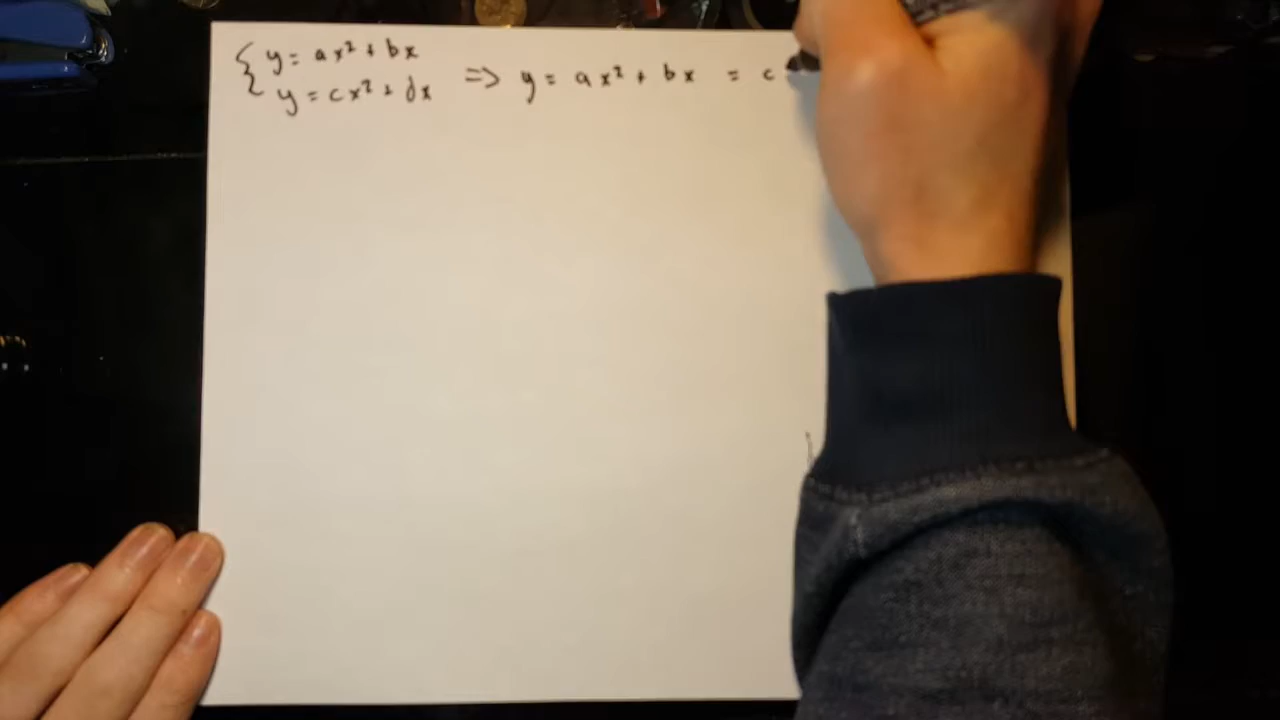 { y = ax² + bx
y = cx² + dx => y = ax² + bx = c